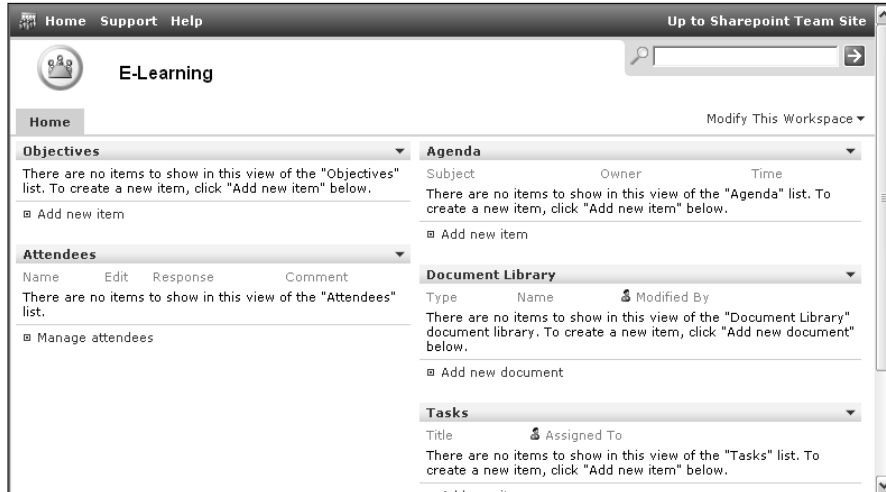 Home Support Help Up to Sharepoint Team Site
E-Learning
Home
Modify This Workspace
Objectives
There are no items to show in this view of the "Objectives"
list. To create a new item, click "Add new item" below.
Add new item
Attendees
Name Edit Response Comment
There are no items to show in this view of the "Attendees"
list.
Manage attendees
Agenda
Subject Owner Time
There are no items to show in this view of the "Agenda" list. To
create a new item, click "Add new item" below.
Add new item
Document Library
Type Name Modified By
There are no items to show in this view of the "Document Library"
document library. To create a new item, click "Add new document"
below.
Add new document
Tasks
Title Assigned To
There are no items to show in this view of the "Tasks" list. To
create a new item, click "Add new item" below.